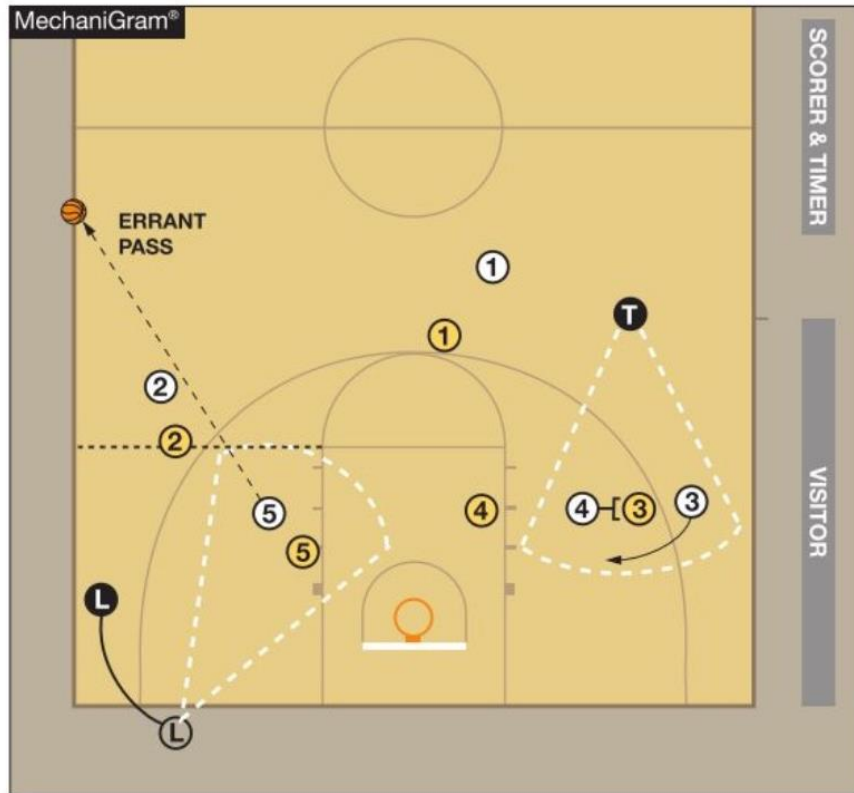 MechaniGram®
SCORER & TIMER
ERRANT
PASS
1
T
1
2
2
VISITOR
5
4
4
3
3
5
L
L